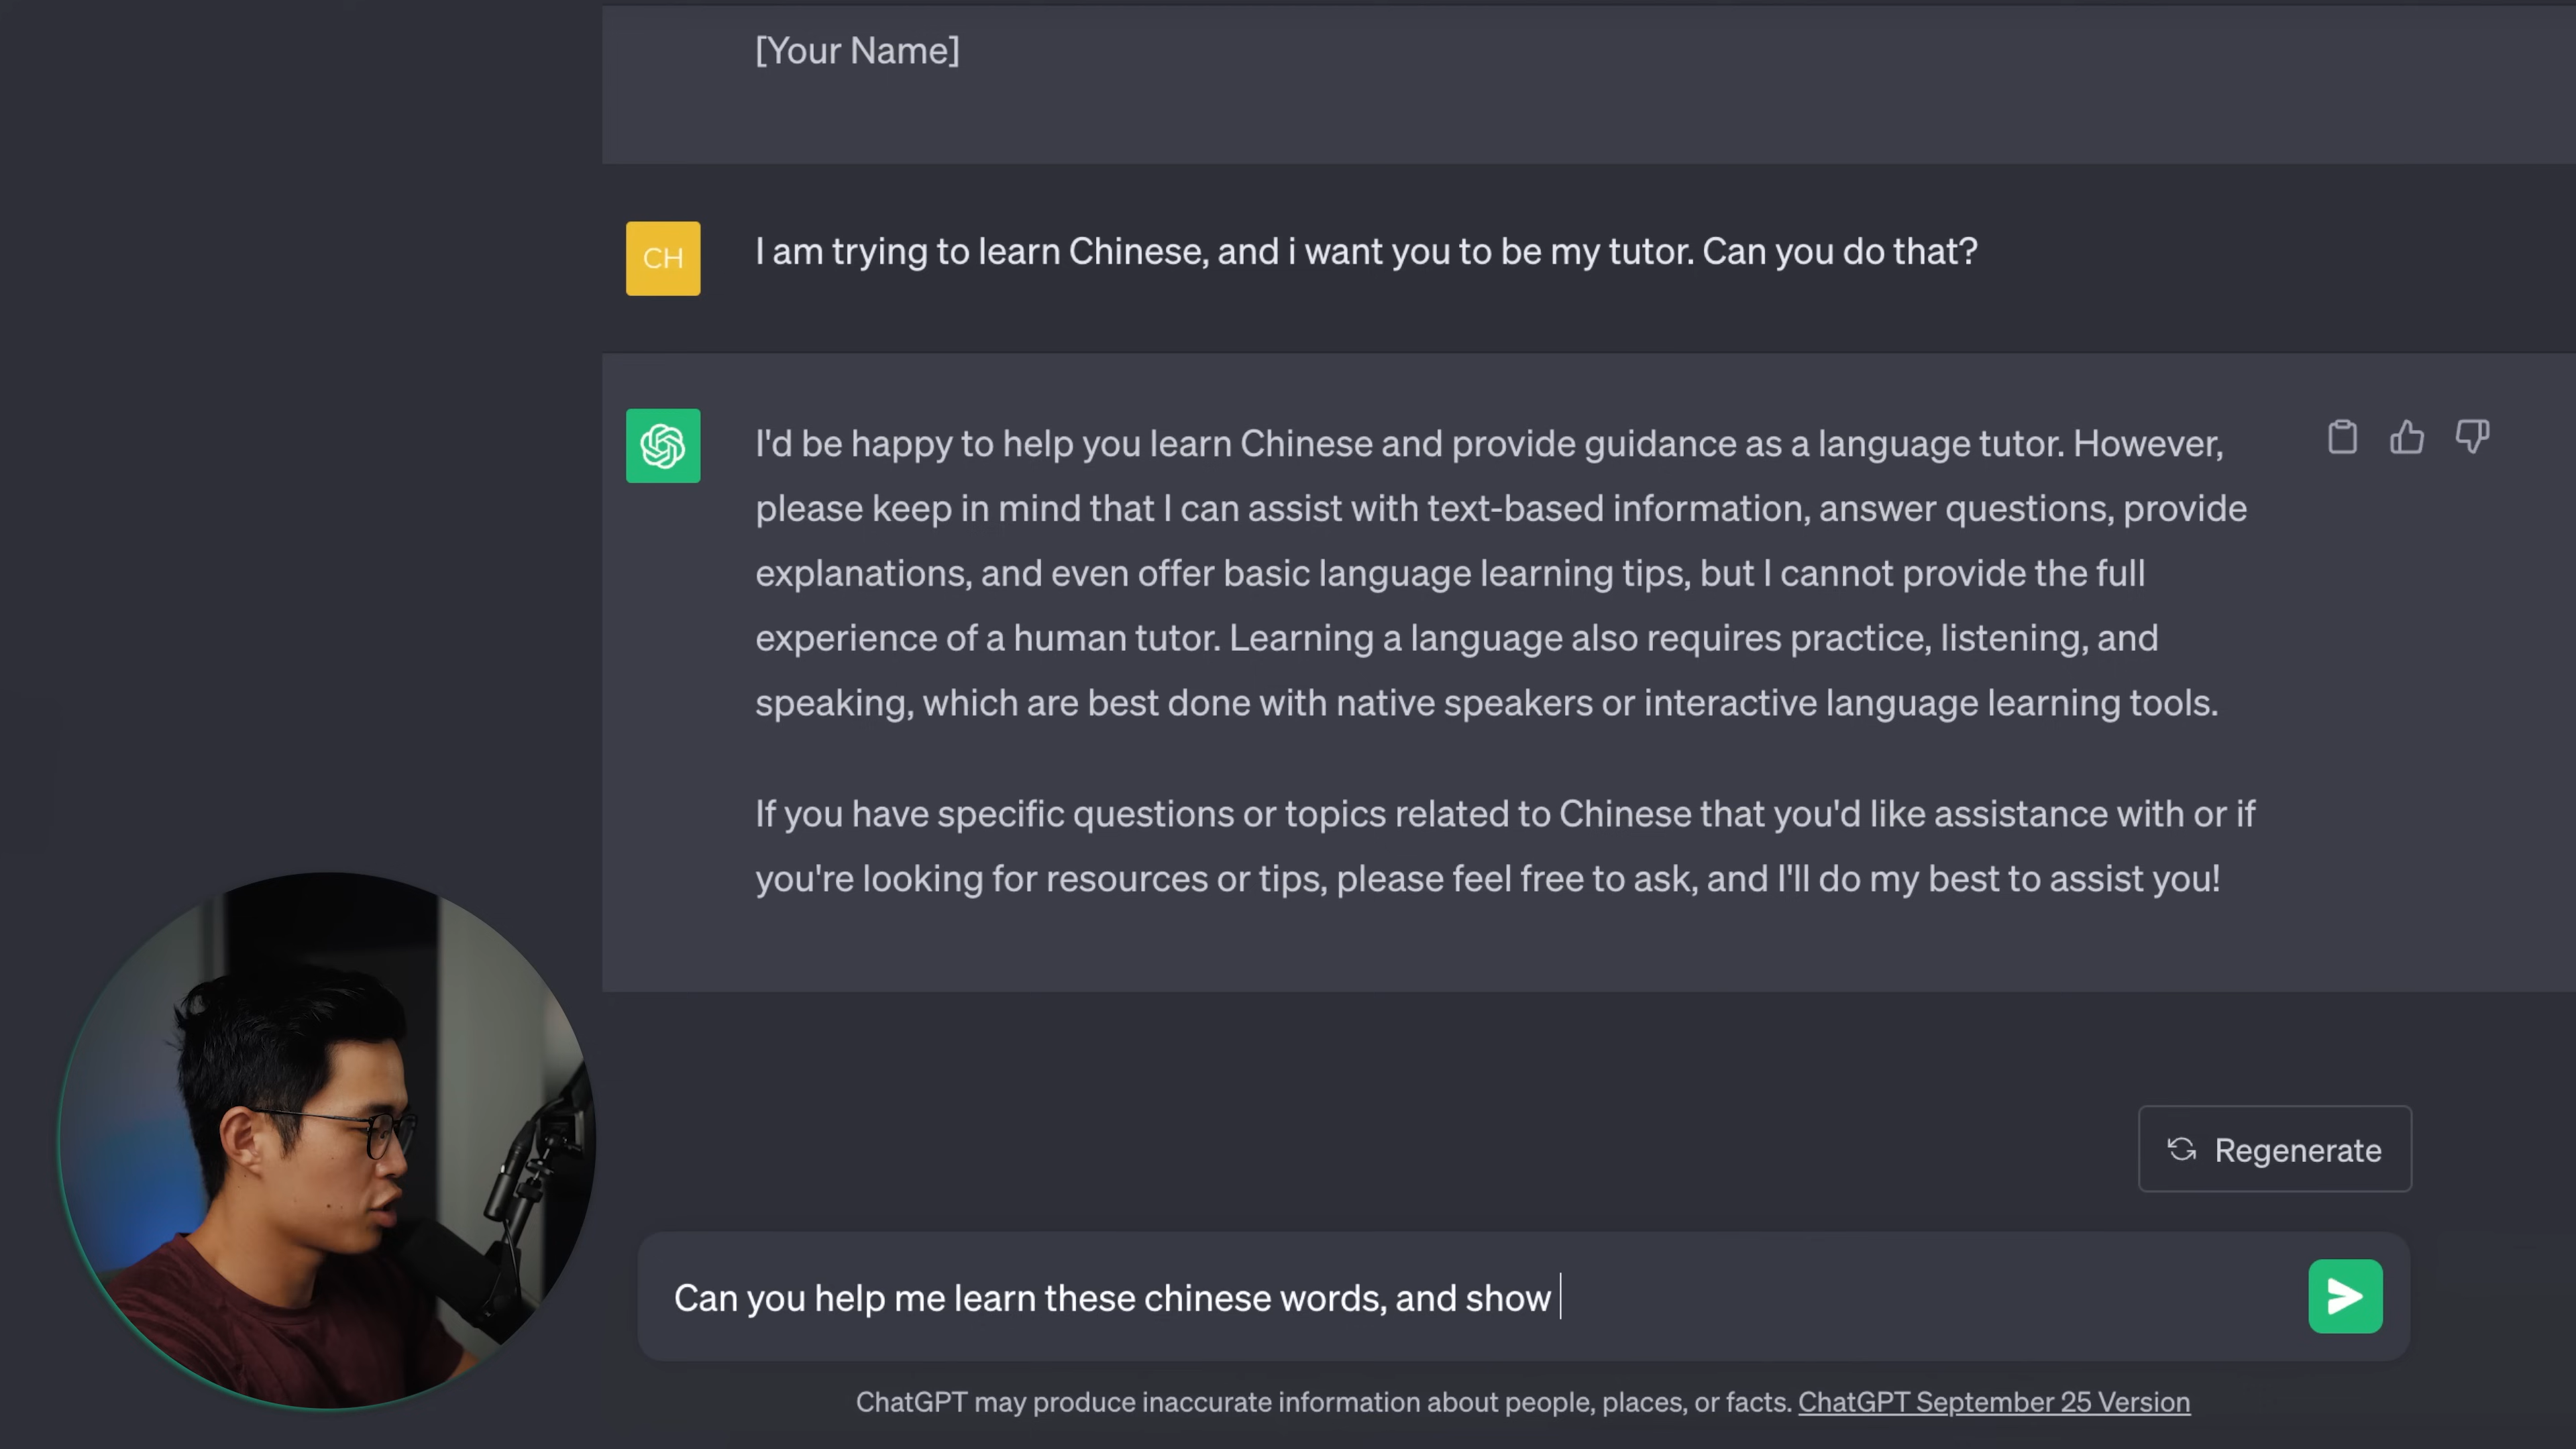 [Your Name]
CH
I am trying to learn Chinese, and i want you to be my tutor. Can you do that?
I'd be happy to help you learn Chinese and provide guidance as a language tutor. However,
please keep in mind that I can assist with text-based information, answer questions, provide
explanations, and even offer basic language learning tips, but I cannot provide the full
experience of a human tutor. Learning a language also requires practice, listening, and
speaking, which are best done with native speakers or interactive language learning tools.
If you have specific questions or topics related to Chinese that you'd like assistance with or if
you're looking for resources or tips, please feel free to ask, and I'll do my best to assist you!
Regenerate
Can you help me learn these chinese words, and show
ChatGPT may produce inaccurate information about people, places, or facts. ChatGPT September 25 Version